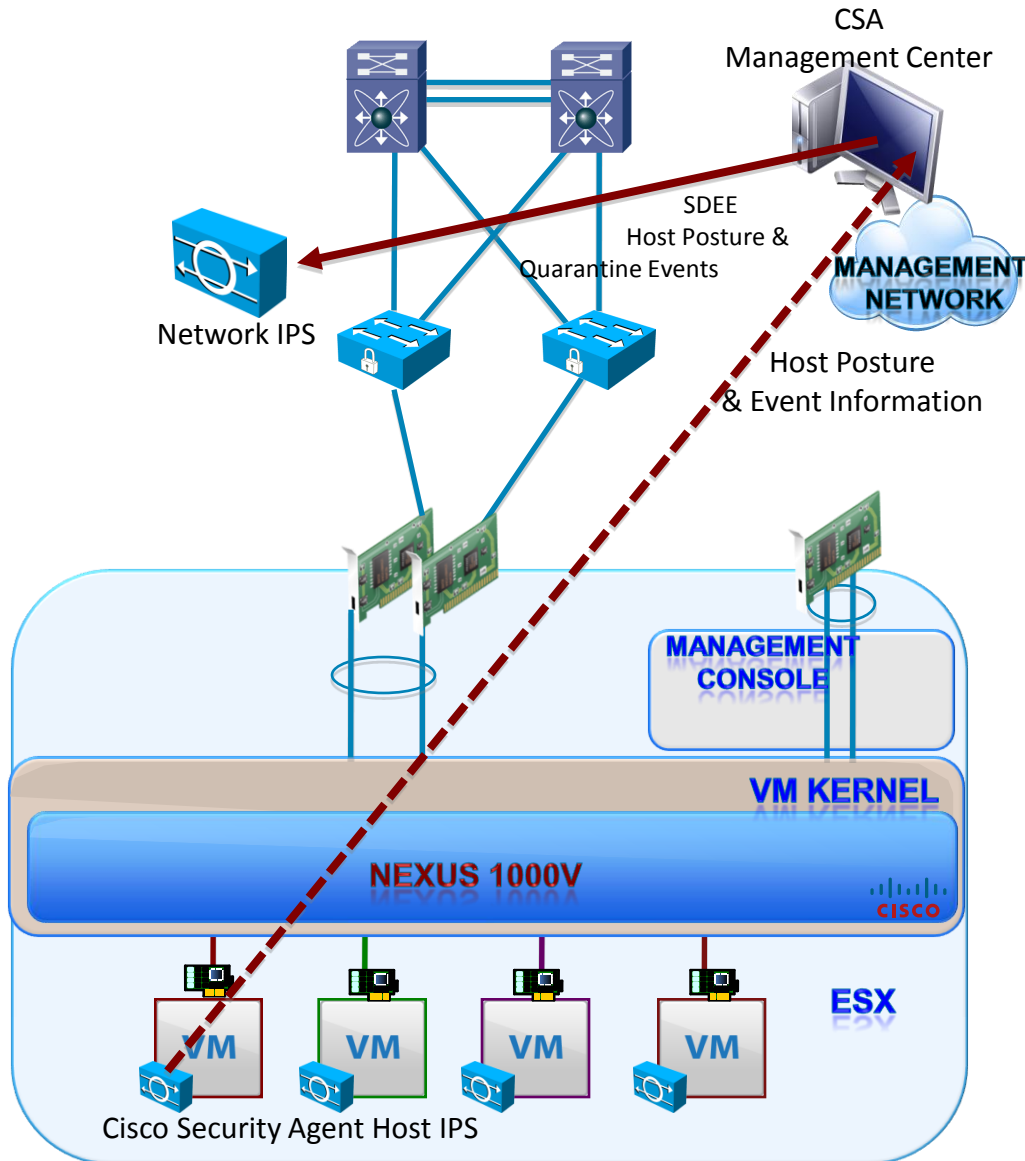 CSA
Management Center
SDEE
Host Posture &
Quarantine Events
MANAGEMENT
NETWORK
Network IPS
Host Posture
& Event Information
MANAGEMENT
CONSOLE
VM KERNEL
NEXUS 1000V
CISCO
ESX
VM
VM
VM
VM
Cisco Security Agent Host IPS